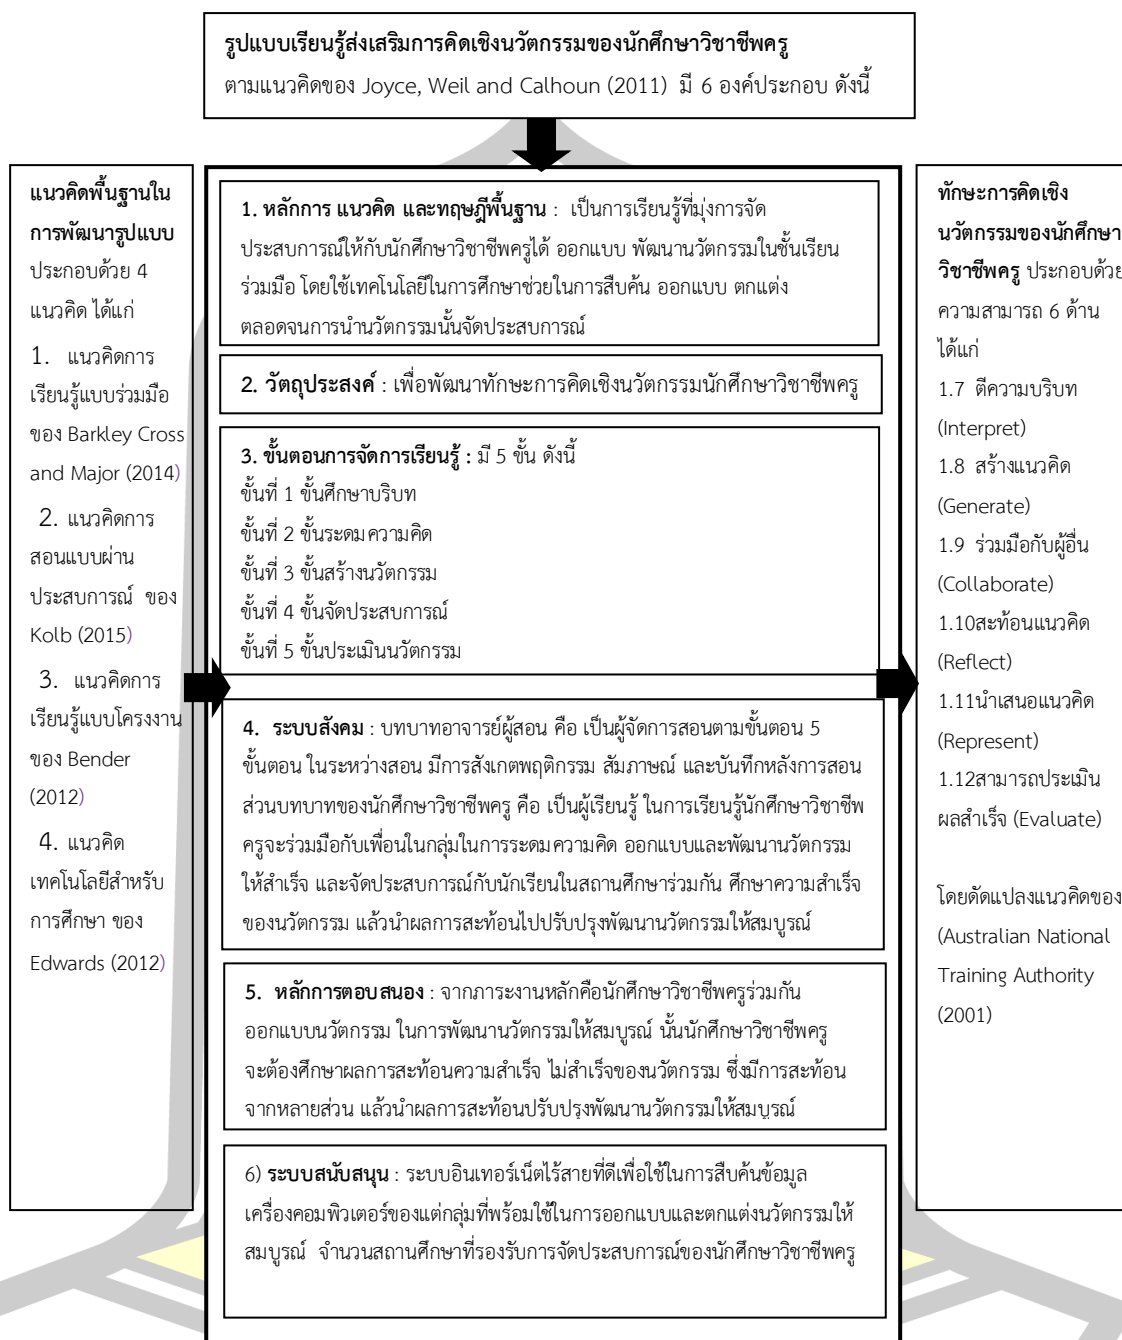 รูปแบบเรียนรู้ส่งเสริมการคิดเชิงนวัตกรรมของนักศึกษาวิชาชีพครู
ตามแนวคิดของ Joyce, Weil and Calhoun (2011) มี 6 องค์ประกอบ ดังนี้
แนวคิดพื้นฐานใน
การพัฒนารูปแบบ
ประกอบด้วย 4
แนวคิด ได้แก่
1. แนวคิดการ
เรียนรู้แบบร่วมมือ
ของ Barkley Cross
and Major (2014)
2. แนวคิดการ
สอนแบบผ่าน
ประสบการณ์ ของ
Kolb (2015)
3. แนวคิดการ
เรียนรู้แบบโครงงาน
ของ Bender
(2012)
4. แนวคิด
เทคโนโลยีสำหรับ
การศึกษา ของ
Edwards (2012)
1. หลักการ แนวคิด และทฤษฎีพื้นฐาน : เป็นการเรียนรู้ที่มุ่งการจัด
ประสบการณ์ให้กับนักศึกษาวิชาชีพครูได้ ออกแบบ พัฒนานวัตกรรมในชั้นเรียน
ร่วมมือ โดยใช้เทคโนโลยีในการศึกษาช่วยในการสืบค้น ออกแบบ ตกแต่ง
ตลอดจนการนำนวัตกรรมนั้นจัดประสบการณ์
2. วัตถุประสงค์ : เพื่อพัฒนาทักษะการคิดเชิงนวัตกรรมนักศึกษาวิชาชีพครู
3. ขั้นตอนการจัดการเรียนรู้ : มี 5 ขั้น ดังนี้
ขั้นที่ 1 ขั้นศึกษาบริบท
ขั้นที่ 2 ขั้นระดมความคิด
ขั้นที่ 3 ขั้นสร้างนวัตกรรม
ขั้นที่ 4 ขั้นจัดประสบการณ์
ขั้นที่ 5 ขั้นประเมินนวัตกรรม
4. ระบบสังคม : บทบาทอาจารย์ผู้สอน คือ เป็นผู้จัดการสอนตามขั้นตอน 5
ขั้นตอน ในระหว่างสอน มีการสังเกตพฤติกรรม สัมภาษณ์ และบันทึกหลังการสอน
ส่วนบทบาทของนักศึกษาวิชาชีพครู คือ เป็นผู้เรียนรู้ ในการเรียนรู้นักศึกษาวิชาชีพ
ครูจะร่วมมือกับเพื่อนในกลุ่มในการระดมความคิด ออกแบบและพัฒนานวัตกรรม
ให้สำเร็จ และจัดประสบการณ์กับนักเรียนในสถานศึกษาร่วมกัน ศึกษาความสำเร็จ
ของนวัตกรรม แล้วนำผลการสะท้อนไปปรับปรุงพัฒนานวัตกรรมให้สมบูรณ์
5. หลักการตอบสนอง : จากภาระงานหลักคือนักศึกษาวิชาชีพครูร่วมกัน
ออกแบบนวัตกรรม ในการพัฒนานวัตกรรมให้สมบูรณ์ นั้นนักศึกษาวิชาชีพครู
จะต้องศึกษาผลการสะท้อนความสำเร็จ ไม่สำเร็จของนวัตกรรม ซึ่งมีการสะท้อน
จากหลายส่วน แล้วนำผลการสะท้อนปรับปรุงพัฒนานวัตกรรมให้สมบูรณ์
6) ระบบสนับสนุน : ระบบอินเทอร์เน็ตไร้สายที่ดีเพื่อใช้ในการสืบค้นข้อมูล
เครื่องคอมพิวเตอร์ของแต่กลุ่มที่พร้อมใช้ในการออกแบบและตกแต่งนวัตกรรมให้
สมบูรณ์ จำนวนสถานศึกษาที่รองรับการจัดประสบการณ์ของนักศึกษาวิชาชีพครู
ทักษะการคิดเชิง
นวัตกรรมของนักศึกษา
วิชาชีพครู ประกอบด้วย
ความสามารถ 6 ด้าน
ได้แก่
1.7 ตีความบริบท
(Interpret)
1.8 สร้างแนวคิด
(Generate)
1.9 ร่วมมือกับผู้อื่น
(Collaborate)
1.10สะท้อนแนวคิด
(Reflect)
1.11นำเสนอแนวคิด
(Represent)
1.12สามารถประเมิน
ผลสำเร็จ (Evaluate)
โดยดัดแปลงแนวคิดของ
(Australian National
Training Authority
(2001)